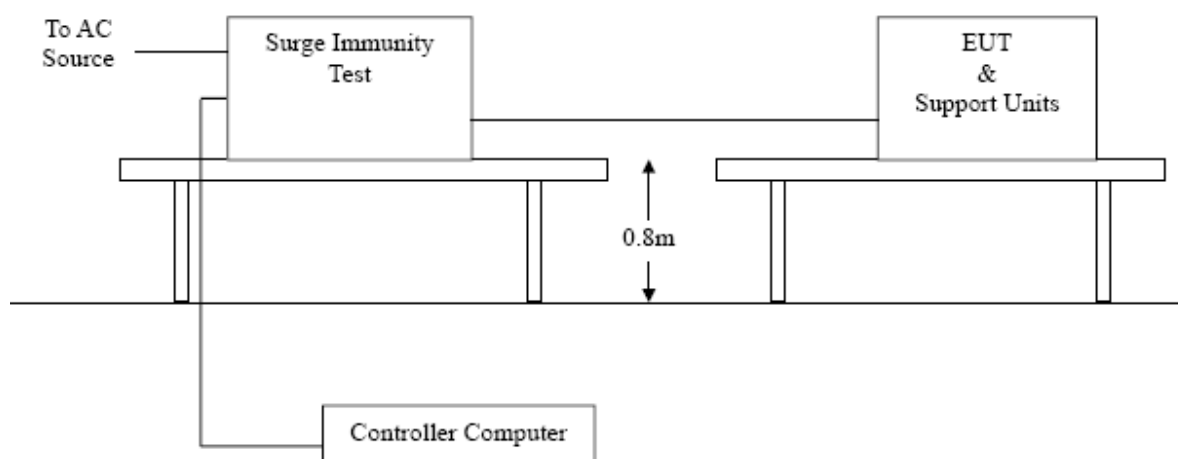 To AC
Source
Surge Immunity
Test
EUT
&
Support Units
0.8m
Controller Computer